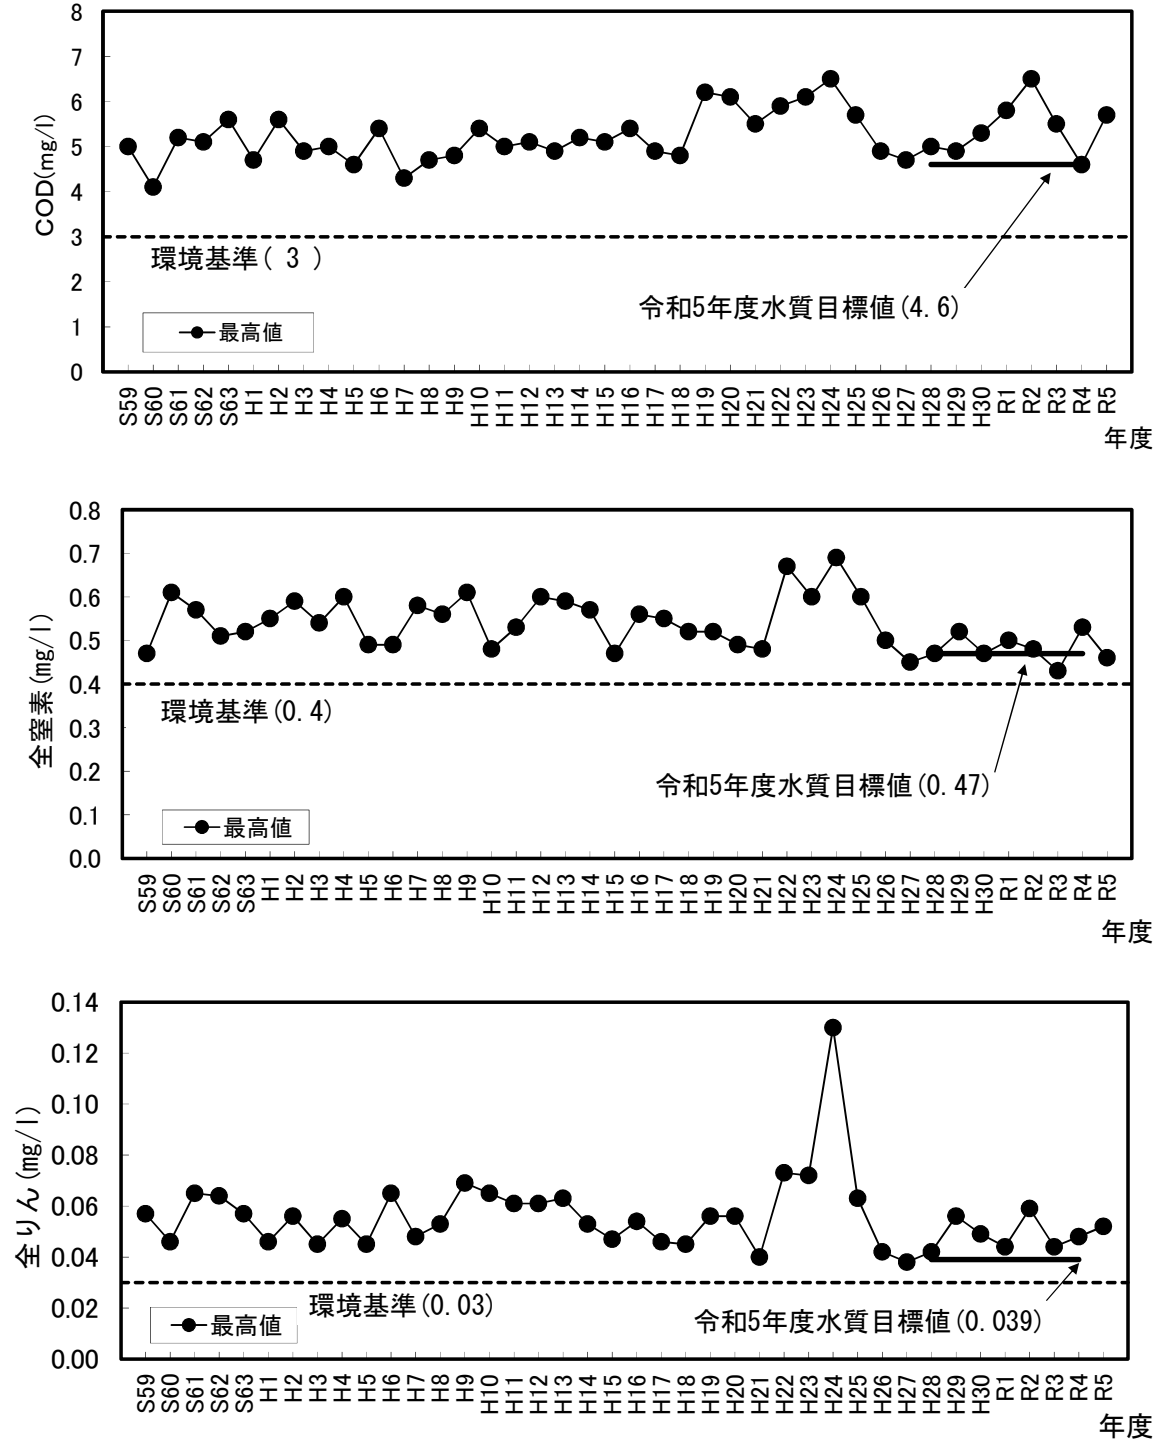 8
7
6
5
4
3
2
1
0
COD(mg/l)
環境基準( 3 )
令和5年度水質目標値(4.6)
最高値
S59 S60 S61 S62 S63 H1 H2 H3 H4 H5 H6 H7 H8 H9 H10 H11 H12 H13 H14 H15 H16 H17 H18 H19 H20 H21 H22 H23 H24 H25 H26 H27 H28 H29 H30 R1 R2 R3 R4 R5
年度
0.8
0.7
0.6
0.5
0.4
0.3
0.2
0.1
0.0
全窒素(mg/l)
環境基準(0.4)
令和5年度水質目標値(0.47)
最高値
S59 S60 S61 S62 S63 H1 H2 H3 H4 H5 H6 H7 H8 H9 H10 H11 H12 H13 H14 H15 H16 H17 H18 H19 H20 H21 H22 H23 H24 H25 H26 H27 H28 H29 H30 R1 R2 R3 R4 R5
年度
0.14
0.12
0.10
0.08
0.06
0.04
0.02
0.00
全りん(mg/l)
環境基準(0.03)
令和5年度水質目標値(0.039)
最高値
S59 S60 S61 S62 S63 H1 H2 H3 H4 H5 H6 H7 H8 H9 H10 H11 H12 H13 H14 H15 H16 H17 H18 H19 H20 H21 H22 H23 H24 H25 H26 H27 H28 H29 H30 R1 R2 R3 R4 R5
年度